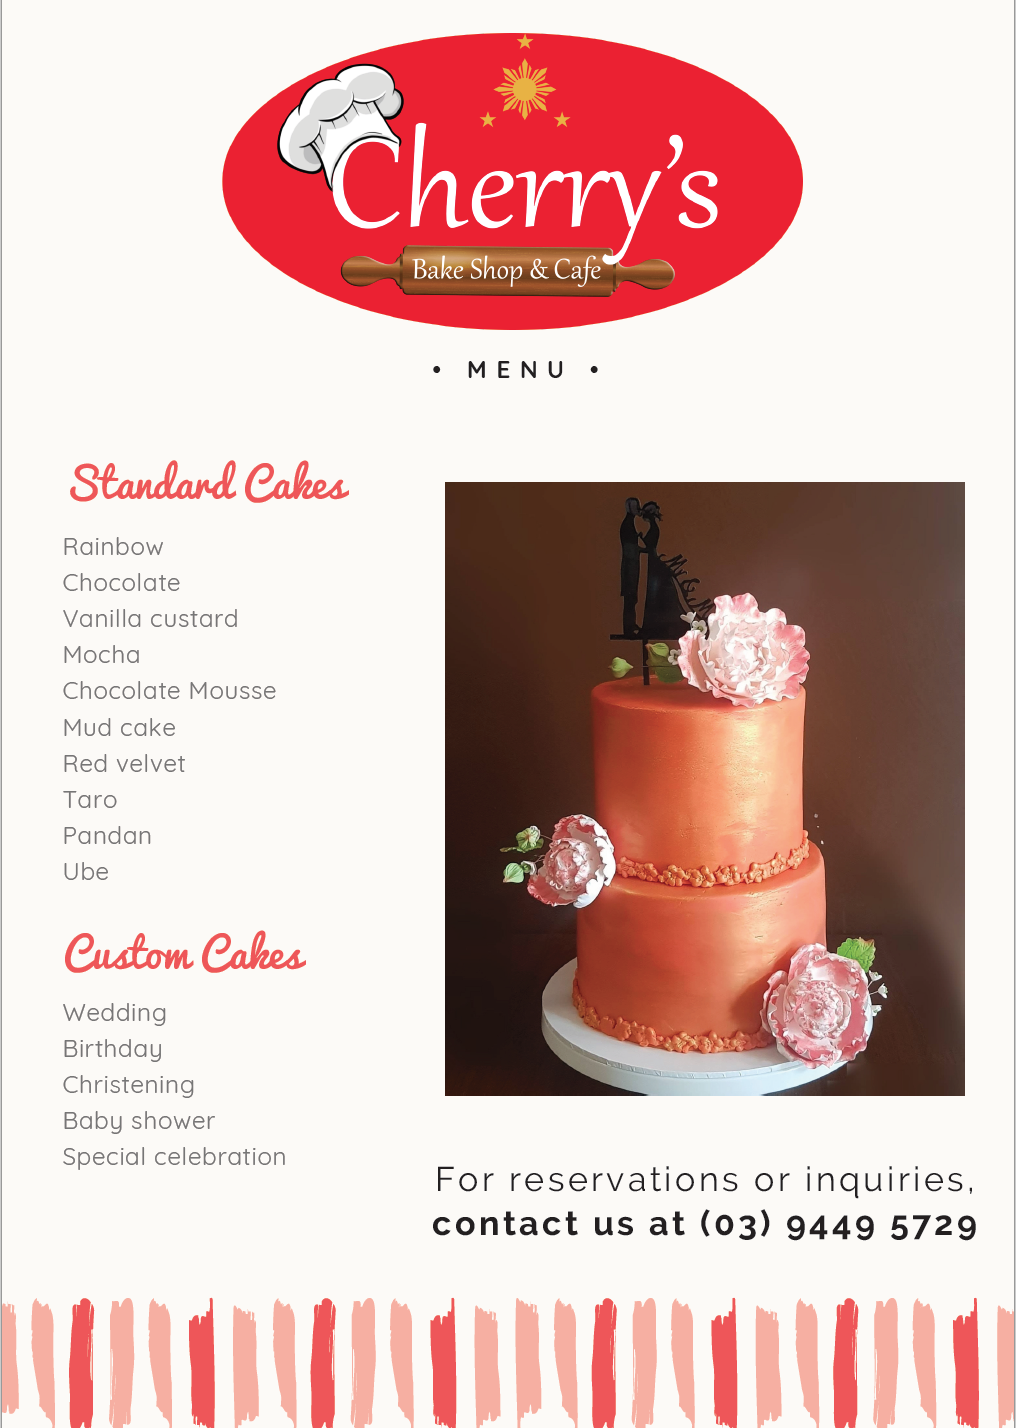 Cherry's
Bake Shop & Cafe
• MENU •
Standard Cakes
Rainbow
Chocolate
Vanilla custard
Mocha
Chocolate Mousse
Mud cake
Red velvet
Taro
Pandan
Ube
Custom Cakes
Wedding
Birthday
Christening
Baby shower
Special celebration
Mr & M
For reservations or inquiries,
contact us at (03) 9449 5729